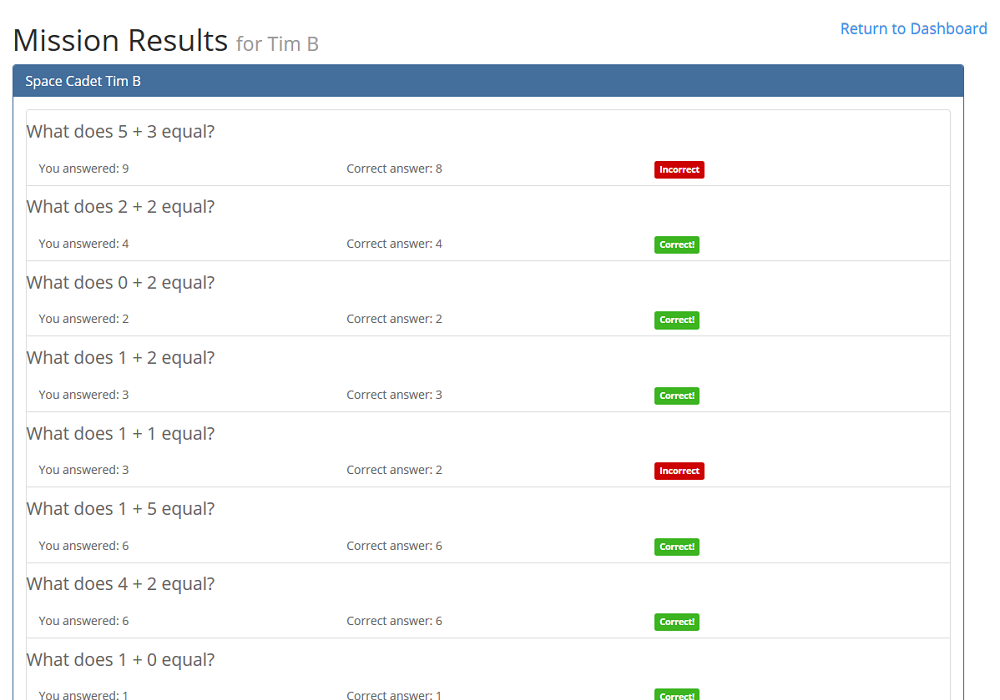 Mission Results for Tim B
Return to Dashboard
Space Cadet Tim B
What does 5 + 3 equal?
You answered: 9 Correct answer: 8 Incorrect
What does 2 + 2 equal?
You answered: 4 Correct answer: 4 Correct!
What does 0 + 2 equal?
You answered: 2 Correct answer: 2 Correct!
What does 1 + 2 equal?
You answered: 3 Correct answer: 3 Correct!
What does 1 + 1 equal?
You answered: 3 Correct answer: 2 Incorrect
What does 1 + 5 equal?
You answered: 6 Correct answer: 6 Correct!
What does 4 + 2 equal?
You answered: 6 Correct answer: 6 Correct!
What does 1 + 0 equal?
You answered: 1 Correct answer: 1 Correct!